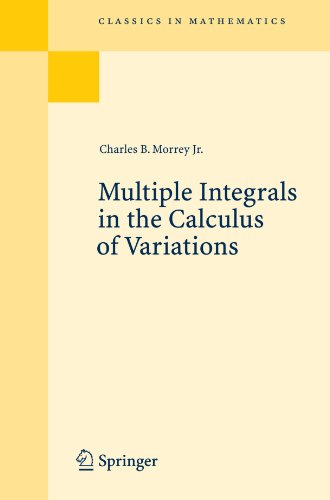 CLASSICS IN MATHEMATICS
Charles B. Morrey Jr.
Multiple Integrals
in the Calculus
of Variations
Springer